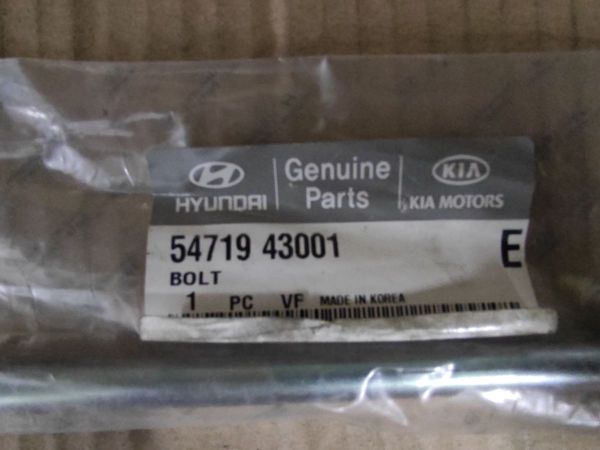 HYUNDAI
Genuine
Parts
KIA
KIA MOTORS
54719 43001
E
BOLT
1 PC VF MADE IN KOREA